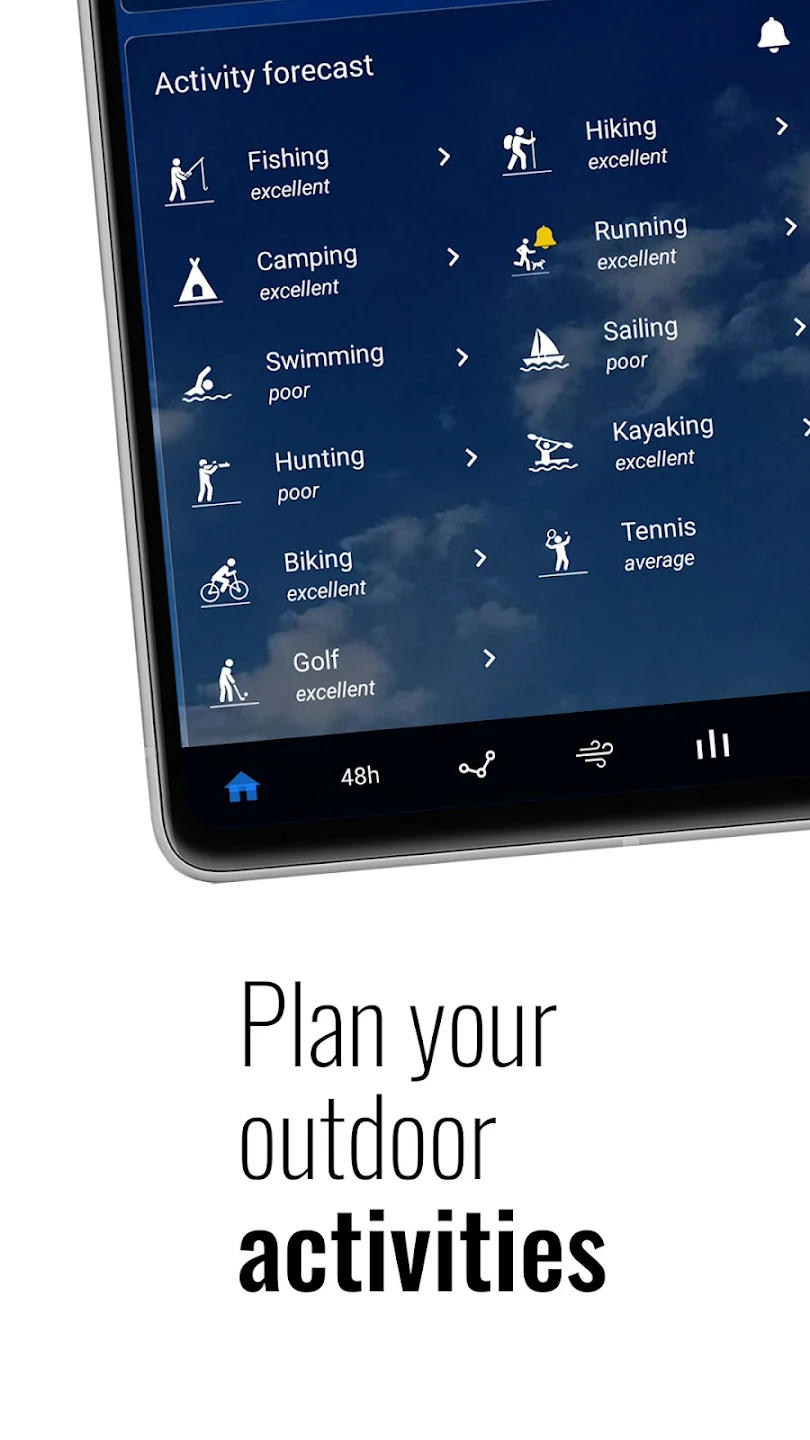 Activity forecast
Fishing
excellent
Hiking
excellent
Camping
excellent
Running
excellent
Swimming
poor
Sailing
poor
Hunting
poor
Kayaking
excellent
Biking
excellent
Tennis
average
Golf
excellent
48h
Plan your
outdoor
activities